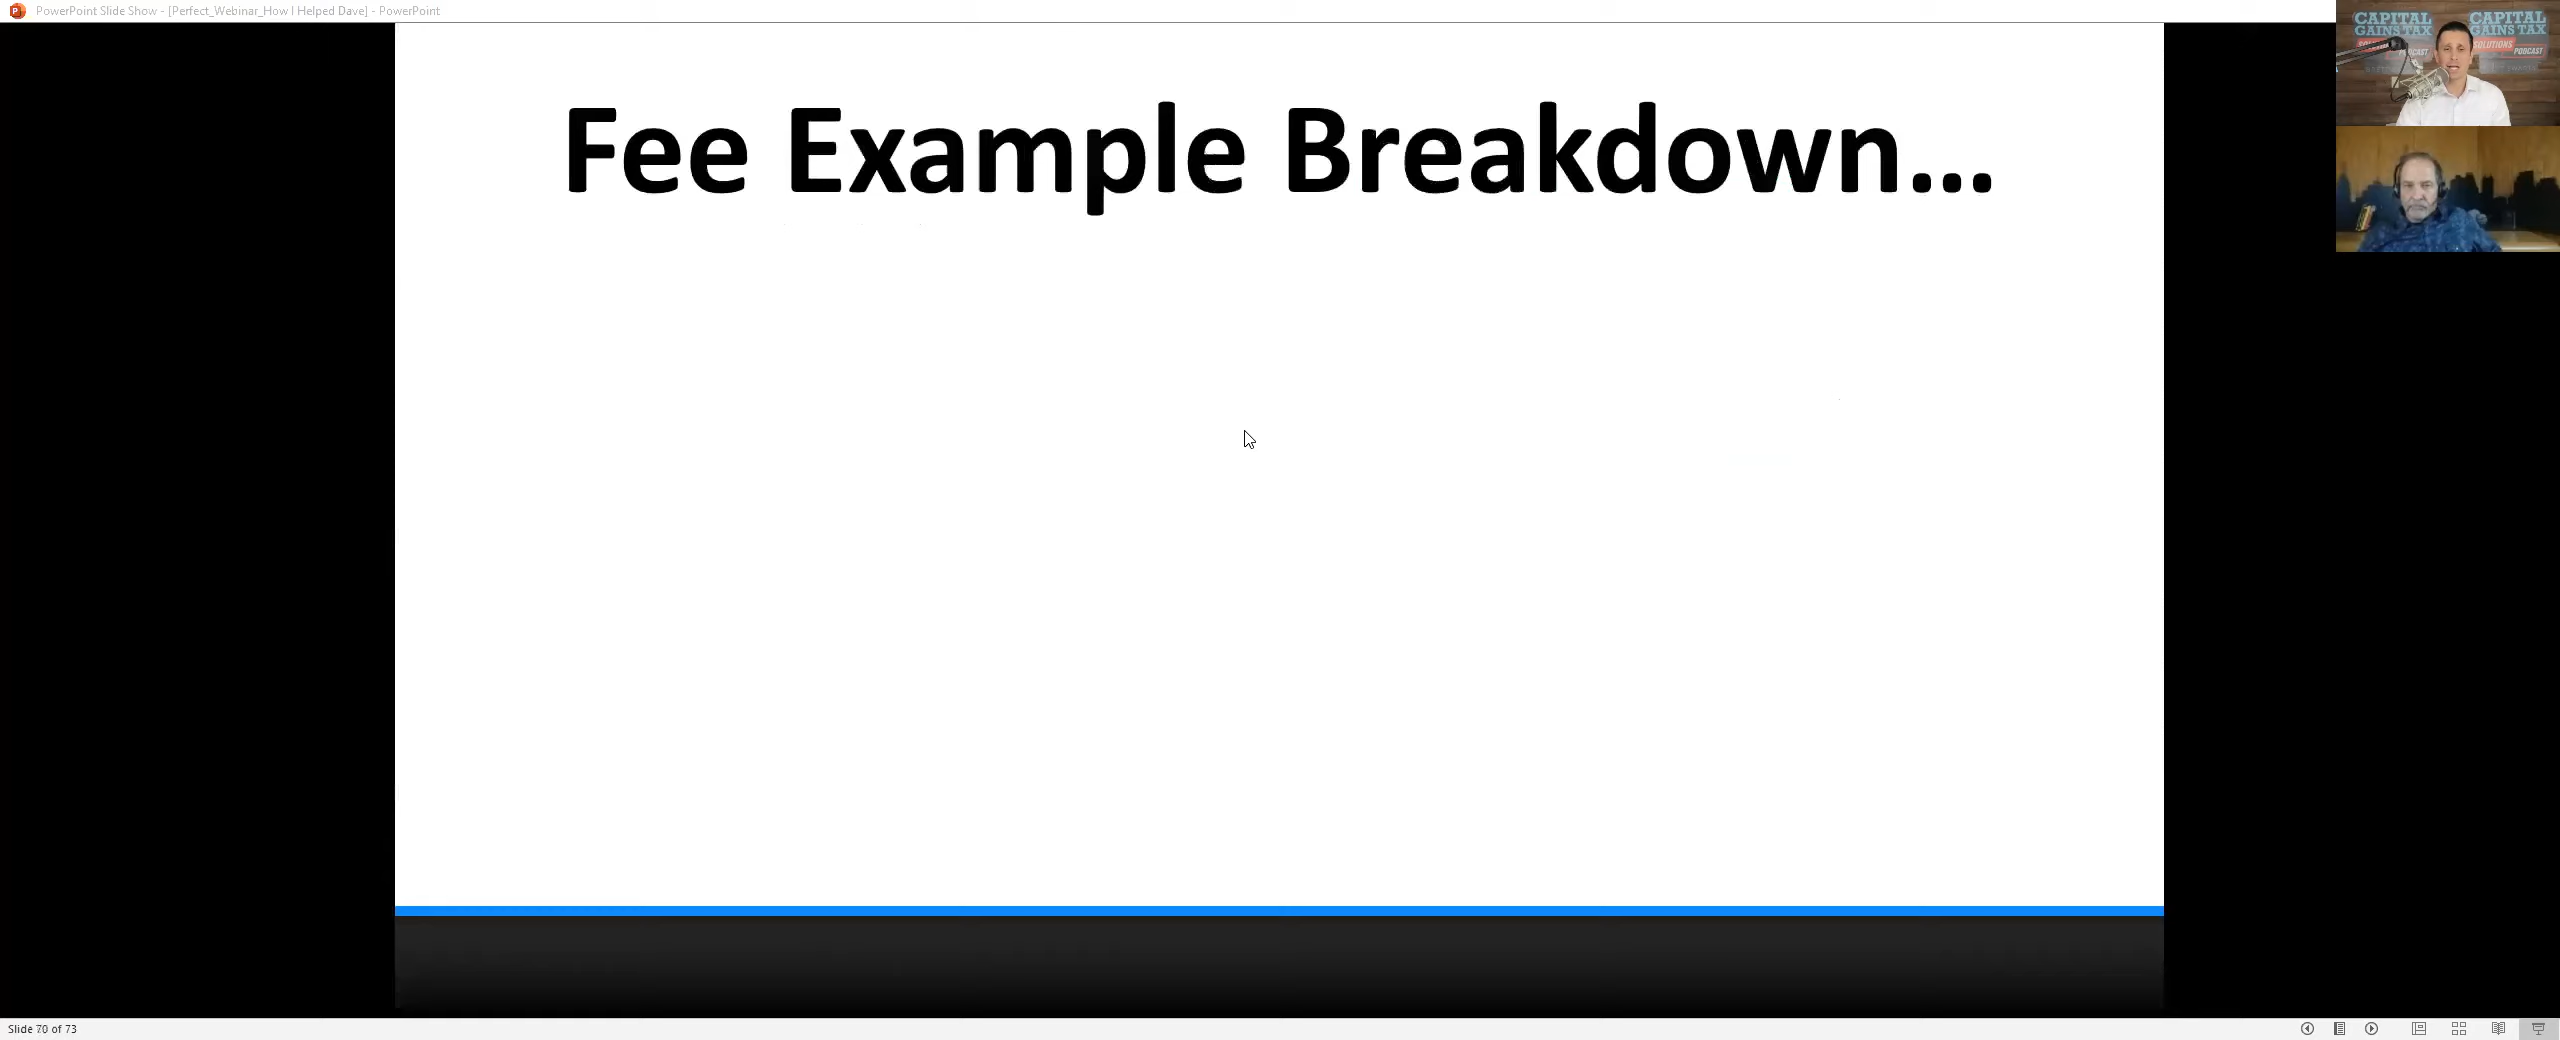 PowerPoint Slide Show - [Perfect_Webinar_How I Helped Dave] - PowerPoint
Fee Example Breakdown...
CAPITAL
GAINS TAX
SOLUTIONS
PODCAST
CAPITAL
GAINS TAX
SOLUTIONS
PODCAST
Slide 70 of 73